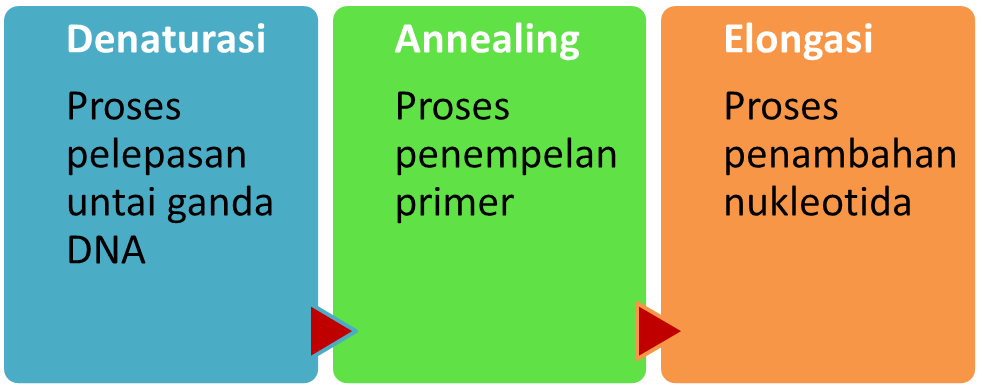 Denaturasi
Proses
pelepasan
untai ganda
DNA
Annealing
Proses
penempelan
primer
Elongasi
Proses
penambahan
nukleotida